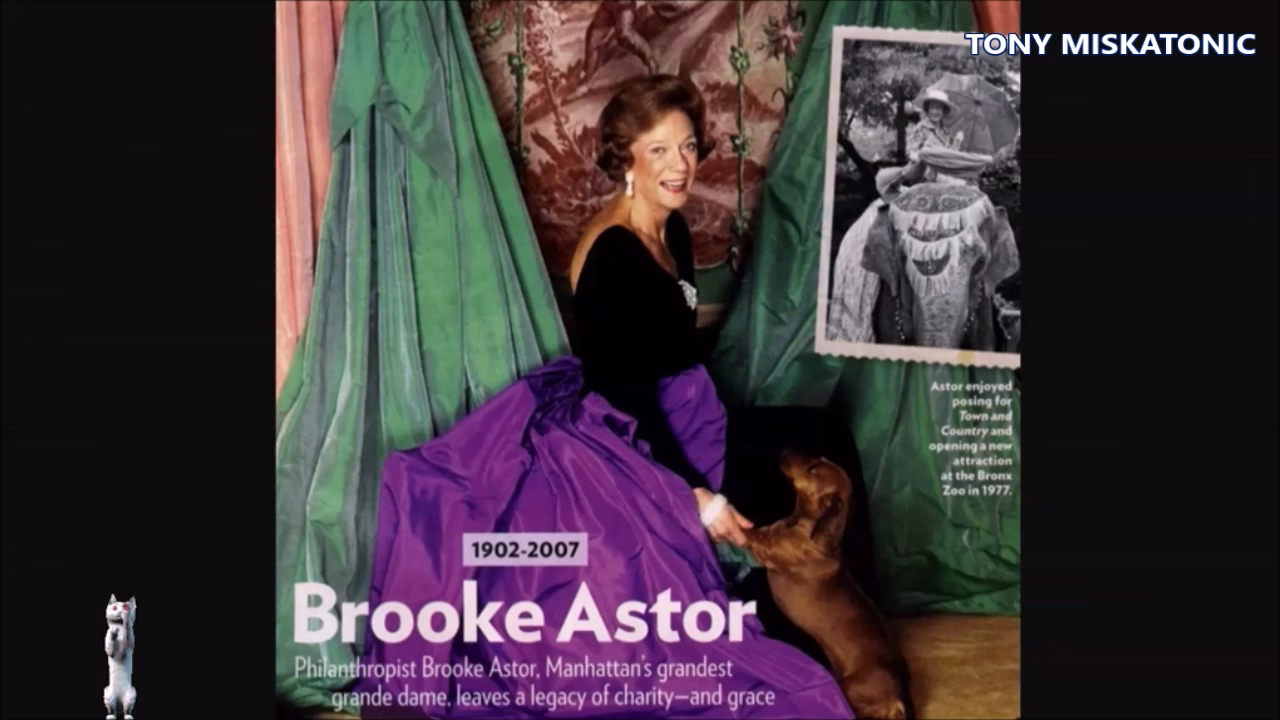 TONY MISKATONIC
Astor enjoyed
posing for
Town and
Country and
opening a new
attraction
at the Bronx
Zoo in 1977.
1902-2007
Brooke Astor
Philanthropist Brooke Astor, Manhattan's grandest
grande dame, leaves a legacy of charity—and grace